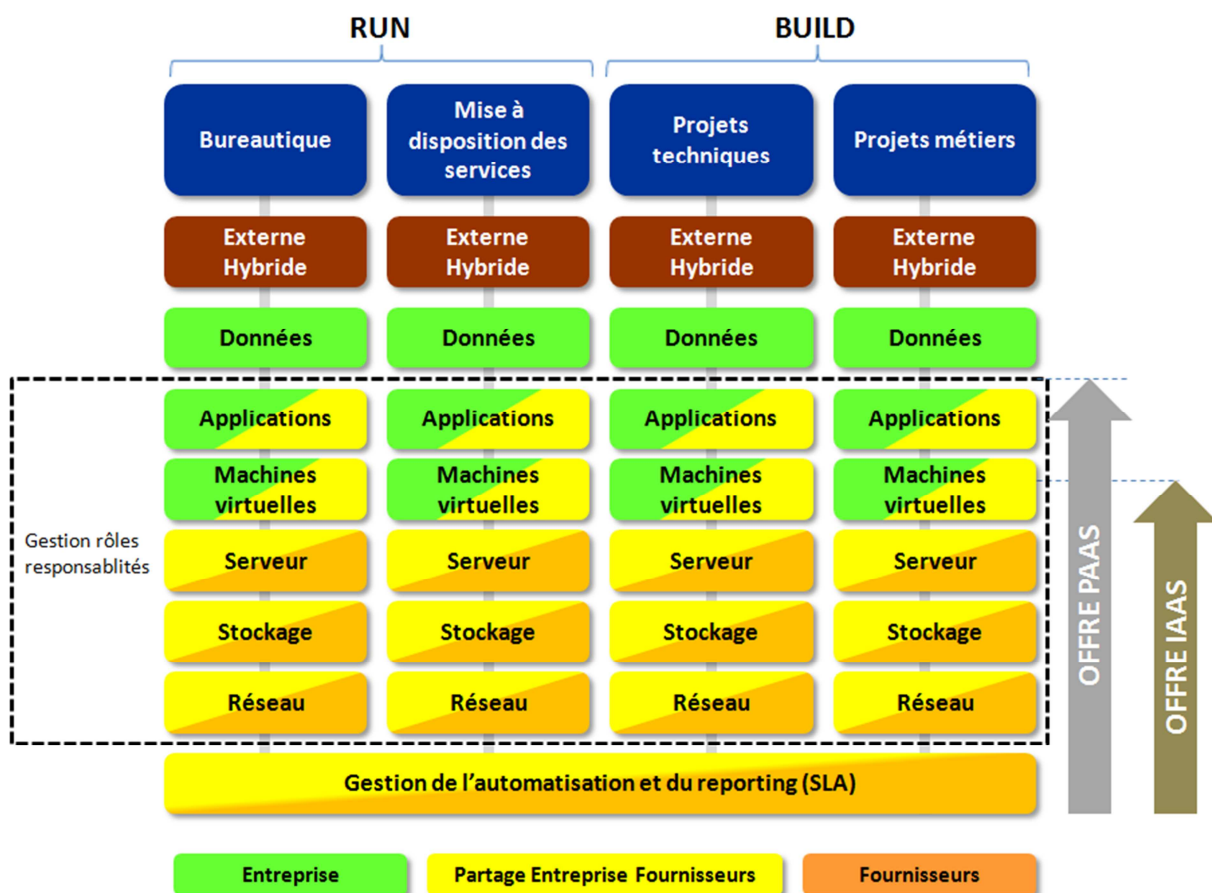 RUN
BUILD
Bureautique
Mise à
disposition des
services
Projets
techniques
Projets métiers
Externe
Hybride
Externe
Hybride
Externe
Hybride
Externe
Hybride
Données
Données
Données
Données
Applications
Applications
Applications
Applications
Machines
virtuelles
Machines
virtuelles
Machines
virtuelles
Machines
virtuelles
Gestion rôles
responsablités
Serveur
Serveur
Serveur
Serveur
Stockage
Stockage
Stockage
Stockage
Réseau
Réseau
Réseau
Réseau
OFFRE PAAS
OFFRE IAAS
Gestion de l’automatisation et du reporting (SLA)
Entreprise
Partage Entreprise Fournisseurs
Fournisseurs